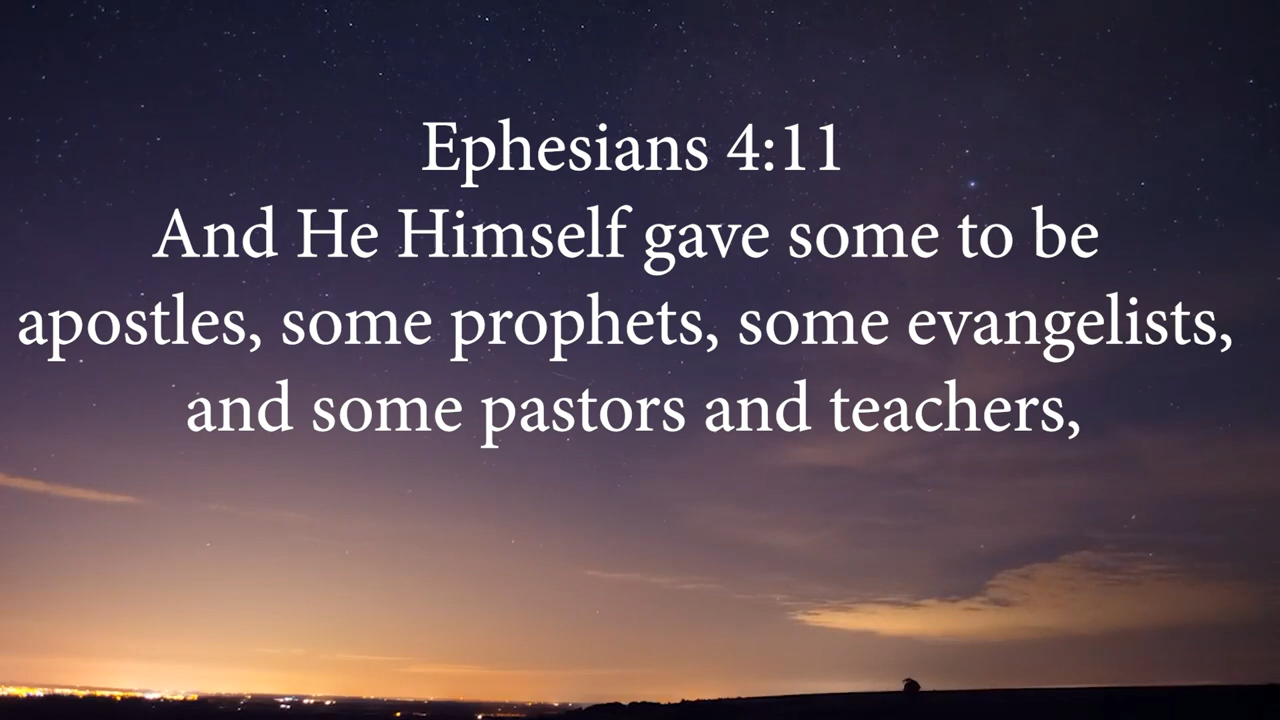 Ephesians 4:11
And He Himself gave some to be
apostles, some prophets, some evangelists,
and some pastors and teachers,